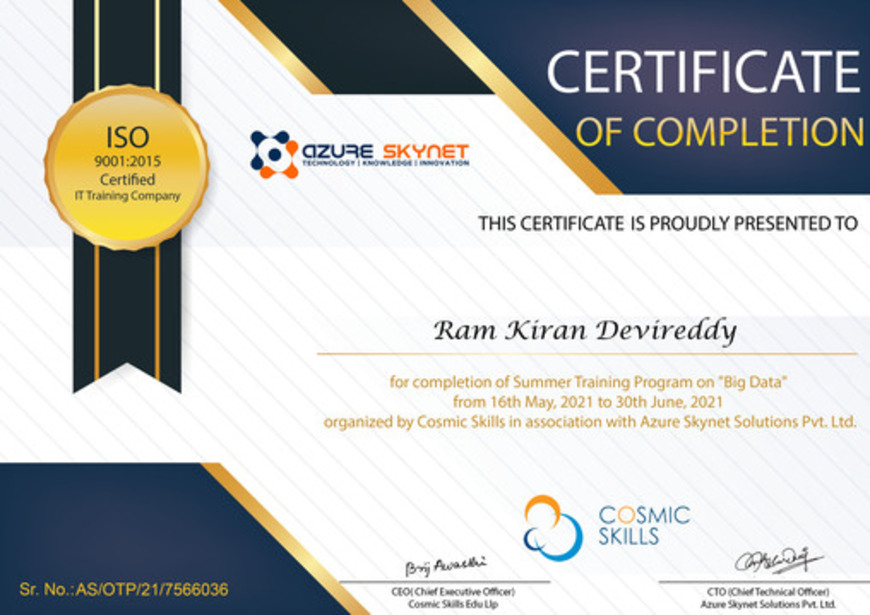 CERTIFICATE
OF COMPLETION
ISO
9001:2015
Certified
IT Training Company
AZURE SKYNET
TECHNOLOGY | KNOWLEDGE | INNOVATION
THIS CERTIFICATE IS PROUDLY PRESENTED TO
Ram Kiran Devireddy
for completion of Summer Training Program on "Big Data"
from 16th May, 2021 to 30th June, 2021
organized by Cosmic Skills in association with Azure Skynet Solutions Pvt. Ltd.
COSMIC
SKILLS
Brij Awasthi
Sr. No.:AS/OTP/21/7566036
CEO( Chief Executive Officer)
Cosmic Skills Edu Llp
CTO (Chief Technical Officer)
Azure Skynet Solutions Pvt. Ltd.